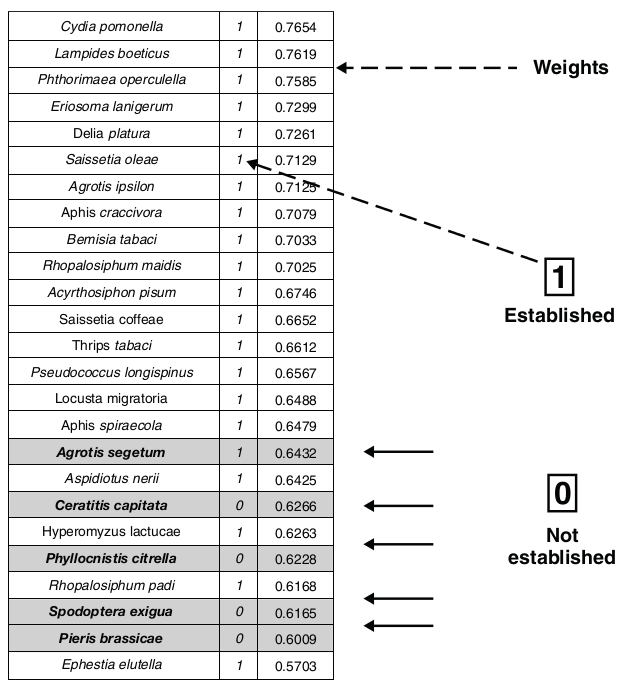 Cydia pomonella 1 0.7654
Lampides boeticus 1 0.7619
Phthorimaea operculella 1 0.7585
Weights
Eriosoma lanigerum 1 0.7299
Delia platura 1 0.7261
Saissetia oleae 1 0.7129
Agrotis ipsilon 1 0.7125
Aphis craccivora 1 0.7079
Bemisia tabaci 1 0.7033
Rhopalosiphum maidis 1 0.7025
1
Acyrthosiphon pisum 1 0.6746
Saissetia coffeae 1 0.6652
Established
Thrips tabaci 1 0.6612
Pseudococcus longispinus 1 0.6567
Locusta migratoria 1 0.6488
Aphis spiraecola 1 0.6479
Agrotis segetum 1 0.6432
Aspidiotus nerii 1 0.6425
0
Ceratitis capitata 0 0.6266
Hyperomyzus lactucae 1 0.6263
Not
established
Phyllocnistis citrella 0 0.6228
Rhopalosiphum padi 1 0.6168
Spodoptera exigua 0 0.6165
Pieris brassicae 0 0.6009
Ephestia elutella 1 0.5703